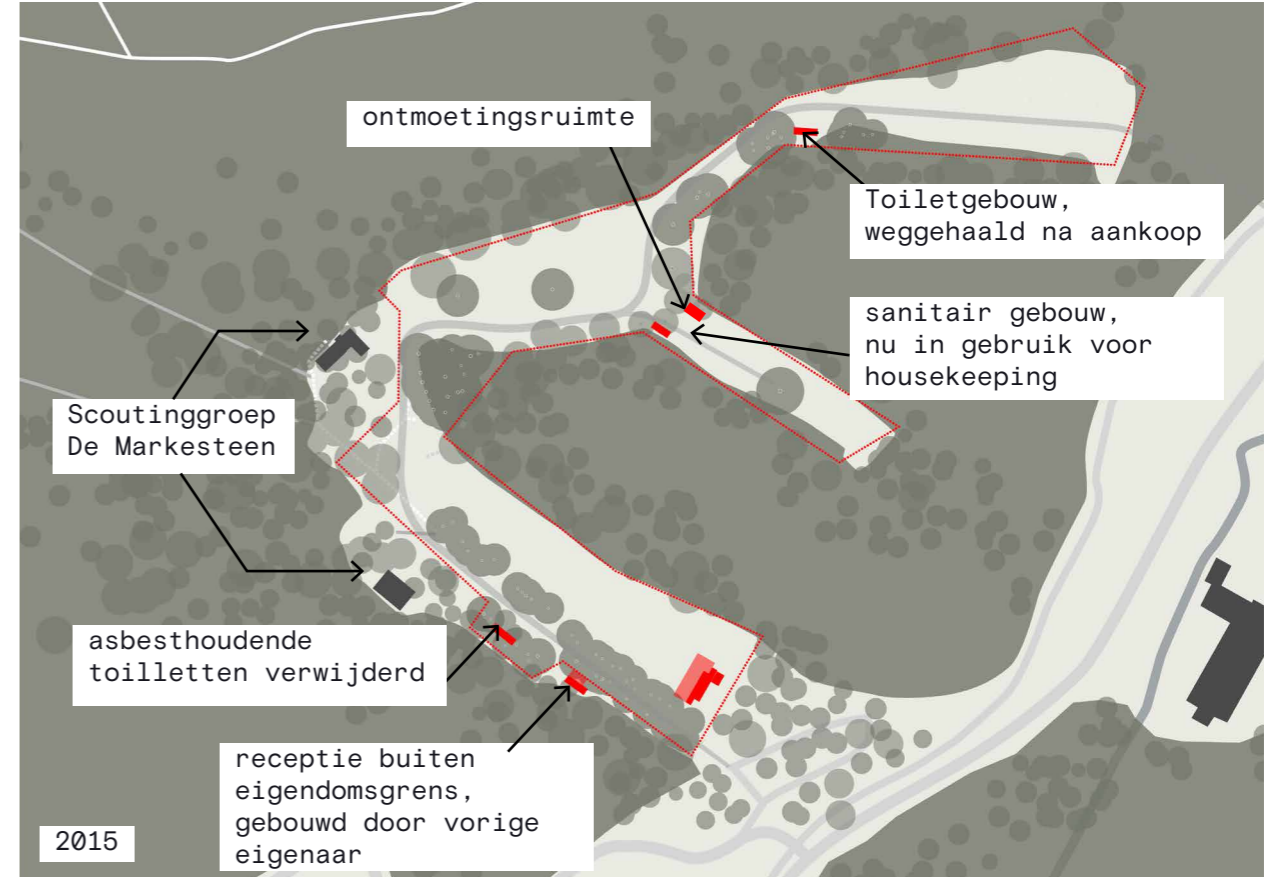 ontmoetingsruimte
Toiletgebouw,
weggehaald na aankoop
sanitair gebouw,
nu in gebruik voor
housekeeping
Scoutinggroep
De Markesteen
asbesthoudende
toilletten verwijderd
receptie buiten
eigendomsgrens,
gebouwd door vorige
eigenaar
2015